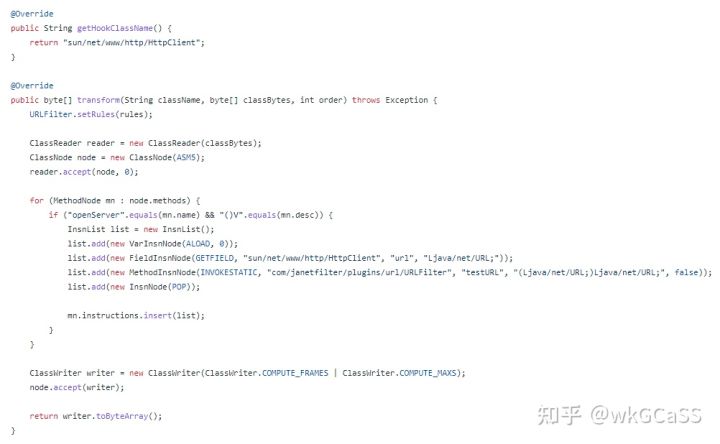 @Override
public String getHookClassName() {
    return "sun/net/www/http/HttpClient";
}

@Override
public byte[] transform(String className, byte[] classBytes, int order) throws Exception {
    URLFilter.setRules(rules);

    ClassReader reader = new ClassReader(classBytes);
    ClassNode node = new ClassNode(ASM5);
    reader.accept(node, 0);

    for (MethodNode mn : node.methods) {
        if ("openServer".equals(mn.name) && "()V".equals(mn.desc)) {
            InsnList list = new InsnList();
            list.add(new VarInsnNode(ALOAD, 0));
            list.add(new FieldInsnNode(GETFIELD, "sun/net/www/http/HttpClient", "url", "Ljava/net/URL;"));
            list.add(new MethodInsnNode(INVOKESTATIC, "com/janetfilter/plugins/url/URLFilter", "testURL", "(Ljava/net/URL;)Ljava/net/URL;", false));
            list.add(new InsnNode(POP));

            mn.instructions.insert(list);
        }
    }

    ClassWriter writer = new ClassWriter(ClassWriter.COMPUTE_FRAMES | ClassWriter.COMPUTE_MAXS);
    node.accept(writer);

    return writer.toByteArray();
}
知乎 @wkGCaSS